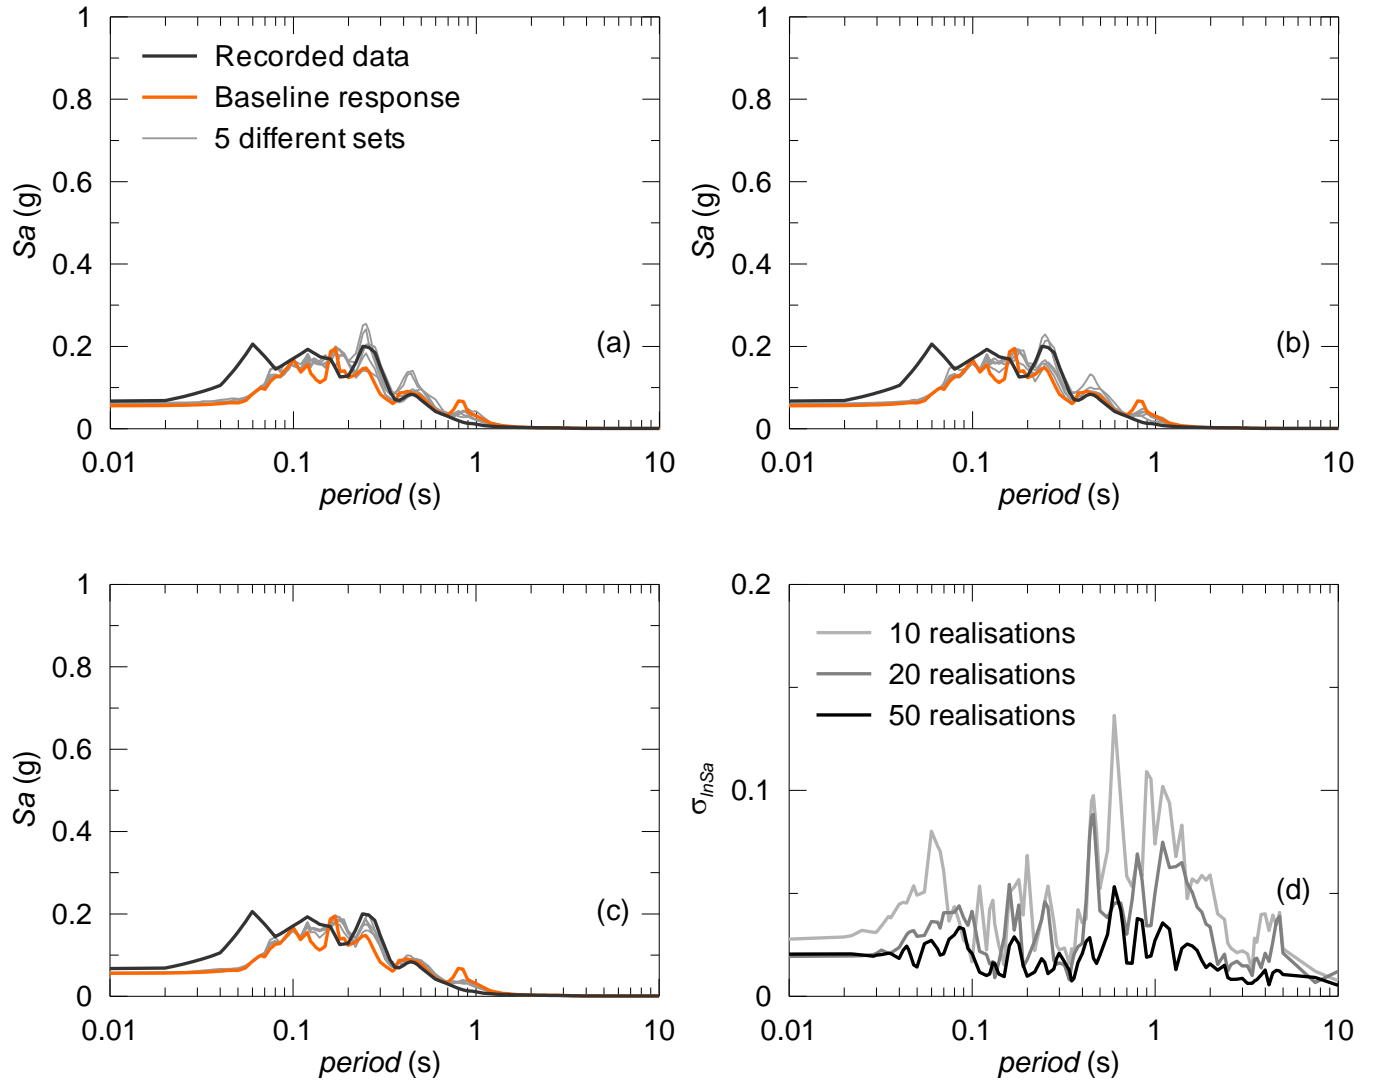 1
0.8
0.6
0.4
0.2
0
Sa (g)
Recorded data
Baseline response
5 different sets
(a)
0.01
0.1
1
10
period (s)
1
0.8
0.6
0.4
0.2
0
Sa (g)
(b)
0.01
0.1
1
10
period (s)
1
0.8
0.6
0.4
0.2
0
Sa (g)
(c)
0.01
0.1
1
10
period (s)
0.2
0.1
0
σlnSa
10 realisations
20 realisations
50 realisations
(d)
0.01
0.1
1
10
period (s)